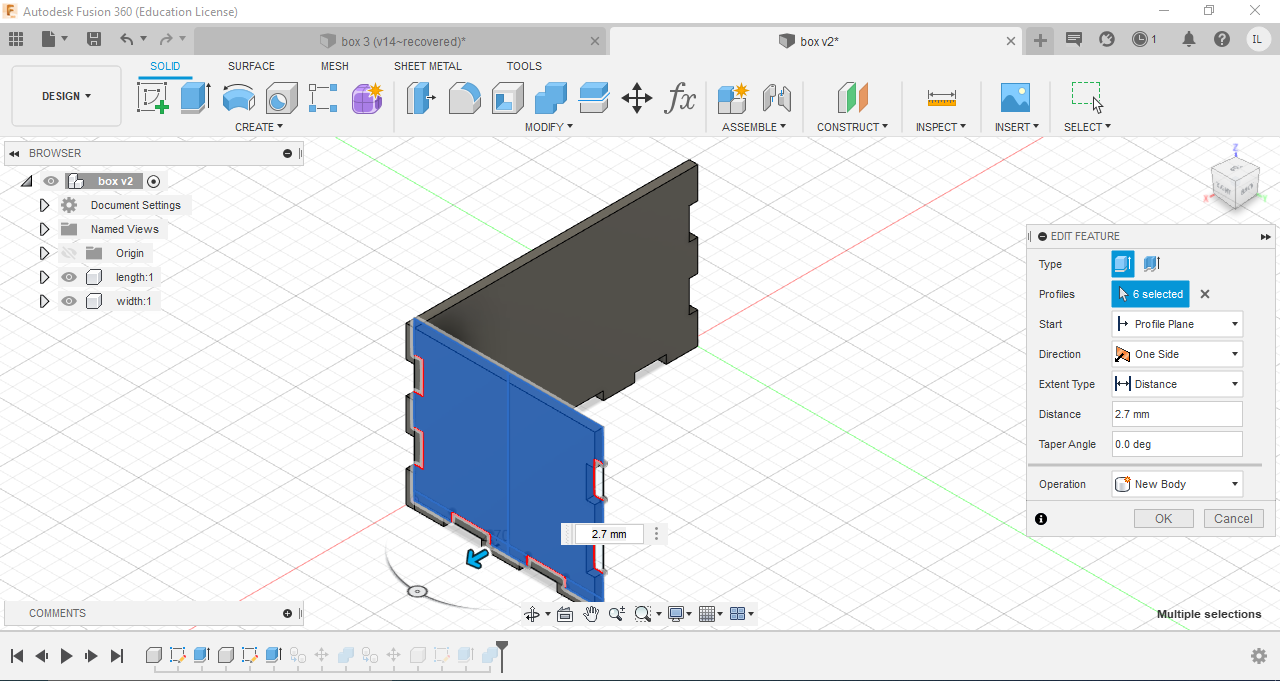 Autodesk Fusion 360 (Education License)
box 3 (v14~recovered)*
box v2*
1
IL
DESIGN
SOLID
SURFACE
MESH
SHEET METAL
TOOLS
fx
CREATE
MODIFY
ASSEMBLE
CONSTRUCT
INSPECT
INSERT
SELECT
BROWSER
box v2
Document Settings
Named Views
Origin
length:1
width:1
Z
EDIT FEATURE
Type
Profiles
6 selected
Start
Profile Plane
Direction
One Side
Extent Type
Distance
Distance
2.7 mm
Taper Angle
0.0 deg
Operation
New Body
OK
Cancel
2.7 mm
COMMENTS
Multiple selections